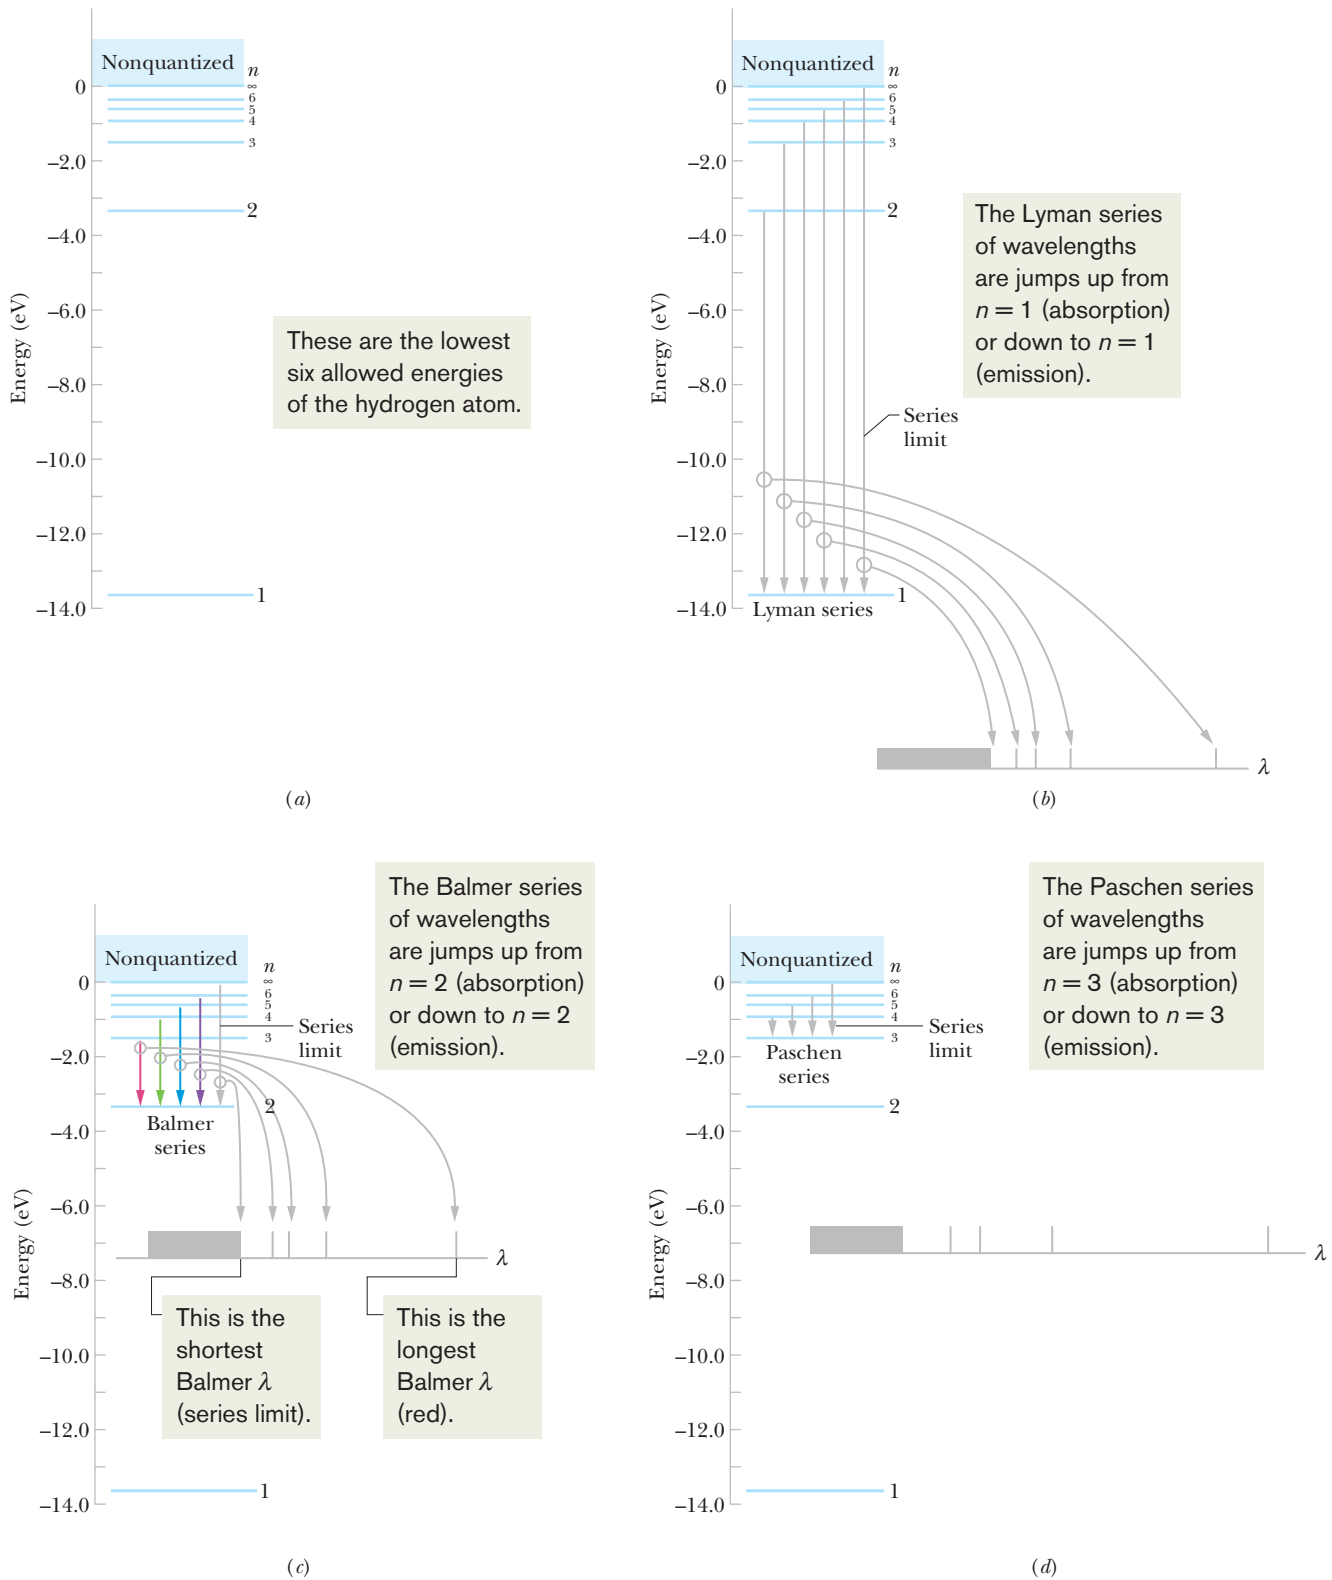 Nonquantized
n
0
∞
6
5
4
3
–2.0
2
–4.0
–6.0
–8.0
–10.0
–12.0
1
–14.0
Energy (eV)
These are the lowest
six allowed energies
of the hydrogen atom.
(a)
Nonquantized
n
0
∞
6
5
4
3
–2.0
2
–4.0
–6.0
–8.0
–10.0
–12.0
1
–14.0
Energy (eV)
The Lyman series
of wavelengths
are jumps up from
n = 1 (absorption)
or down to n = 1
(emission).
Series
limit
Lyman series
λ
(b)
The Balmer series
of wavelengths
are jumps up from
n = 2 (absorption)
or down to n = 2
(emission).
Nonquantized
n
0
∞
6
5
4
3
Series
limit
–2.0
2
Balmer
series
–4.0
–6.0
λ
–8.0
–10.0
–12.0
1
–14.0
Energy (eV)
This is the
shortest
Balmer λ
(series limit).
This is the
longest
Balmer λ
(red).
(c)
The Paschen series
of wavelengths
are jumps up from
n = 3 (absorption)
or down to n = 3
(emission).
Nonquantized
n
0
∞
6
5
4
3
Series
limit
Paschen
series
–2.0
2
–4.0
–6.0
λ
–8.0
–10.0
–12.0
1
–14.0
Energy (eV)
(d)